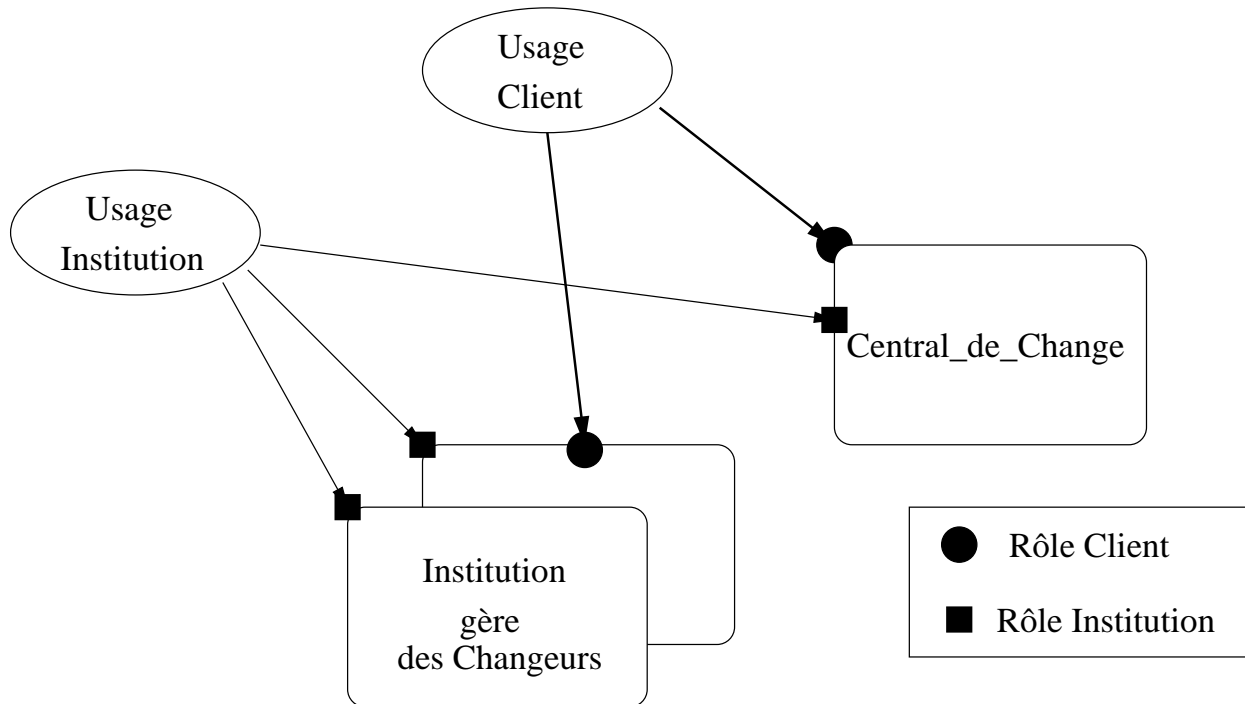 Usage
Client
Usage
Institution
Central_de_Change
Institution
gère
des Changeurs
Rôle Client
Rôle Institution